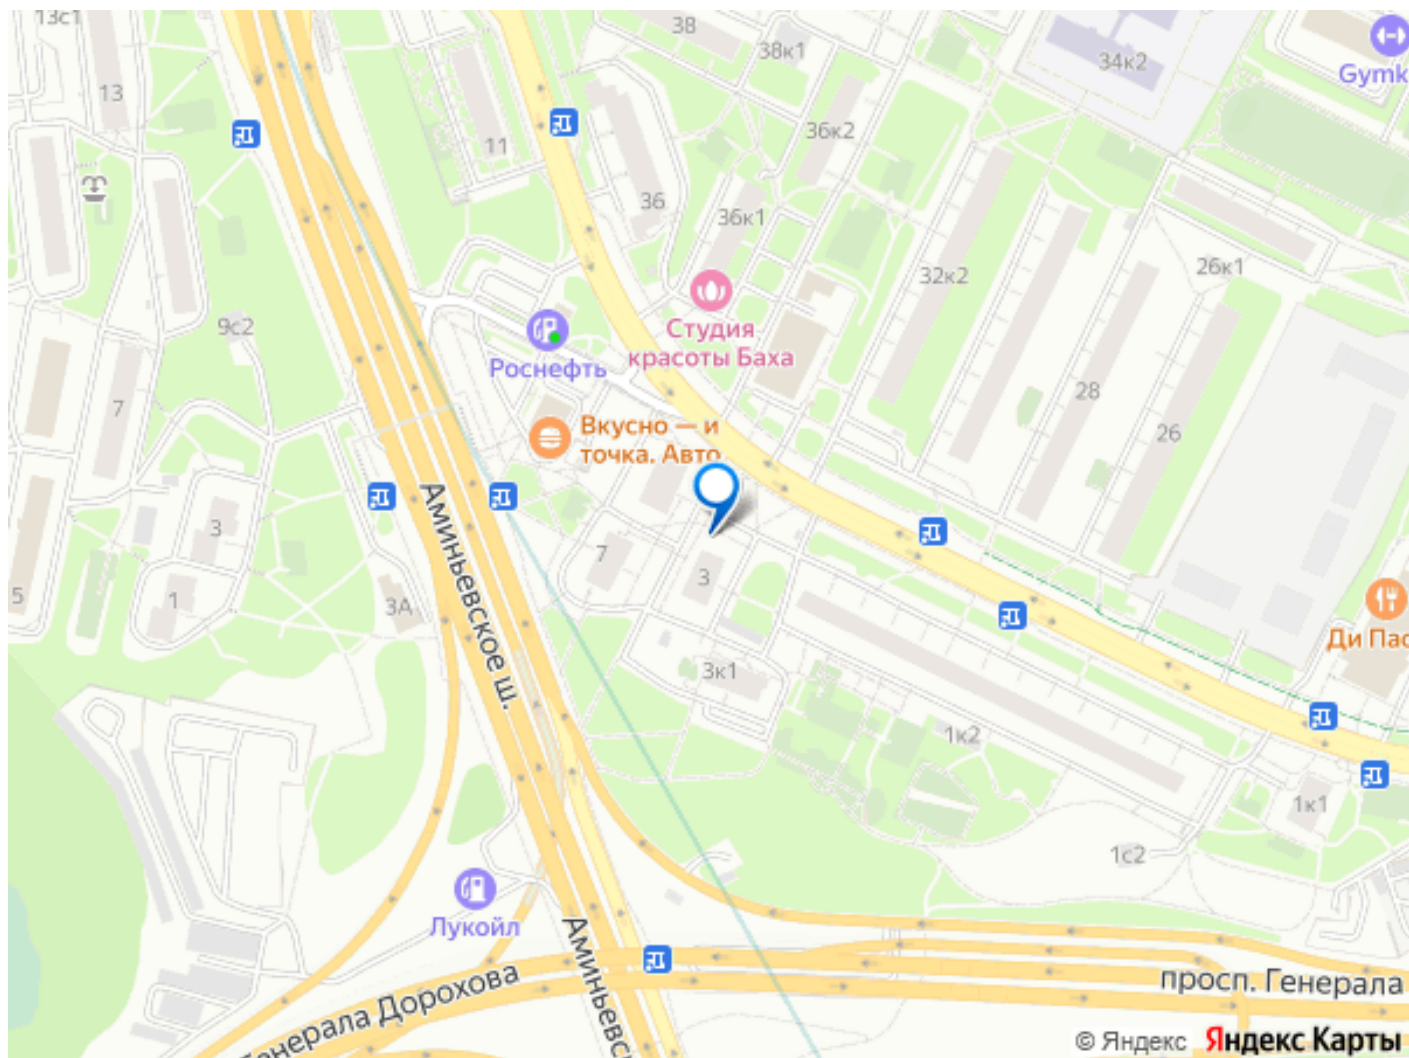 13с1
38
38к1
34к2
Gymk
13
11
36к2
36
36к1
32к2
26к1
9с2
Студия
красоты Баха
Роснефть
7
28
26
Вкусно — и
точка. Авто
Аминьевское ш.
3
7
3
5
1
3А
Ди Пас
3к1
1к2
1к1
1с2
Лукойл
Аминьевс
Генерала Дорохова
просп. Генерала
© Яндекс Яндекс Карты